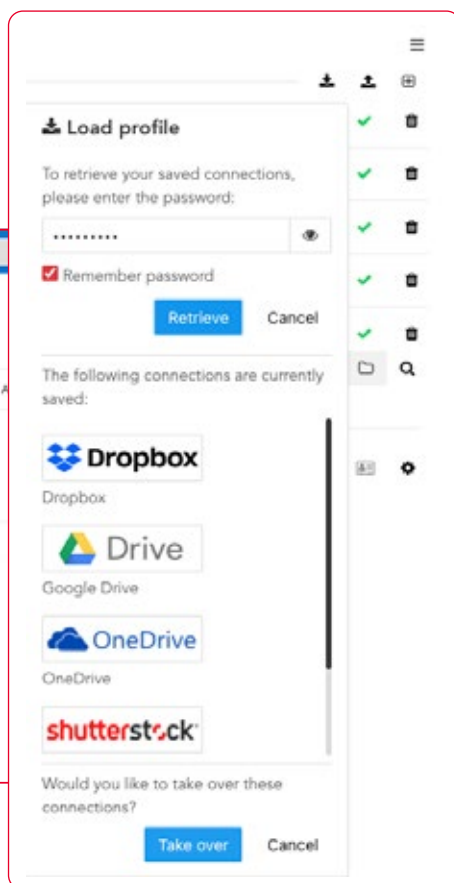 Load profile
To retrieve your saved connections,
please enter the password:
•••••••••
Remember password
Retrieve Cancel
The following connections are currently
saved:
Dropbox
Dropbox
Drive
Google Drive
OneDrive
OneDrive
shutterstock
Would you like to take over these
connections?
Take over Cancel